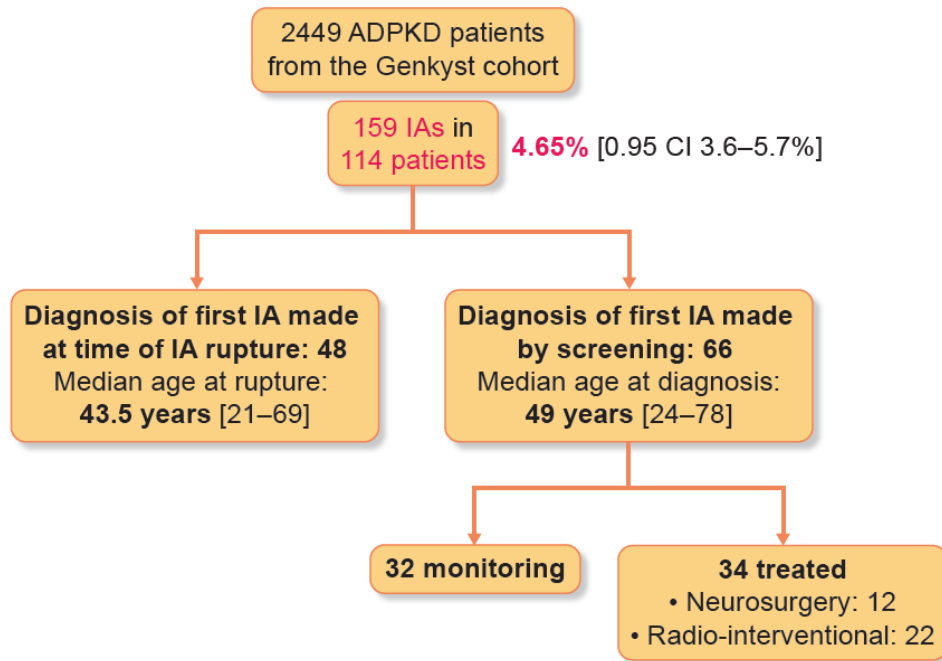 2449 ADPKD patients
from the Genkyst cohort
159 IAs in
114 patients
4.65% [0.95 CI 3.6–5.7%]
Diagnosis of first IA made
at time of IA rupture: 48
Median age at rupture:
43.5 years [21–69]
Diagnosis of first IA made
by screening: 66
Median age at diagnosis:
49 years [24–78]
32 monitoring
34 treated
• Neurosurgery: 12
• Radio-interventional: 22